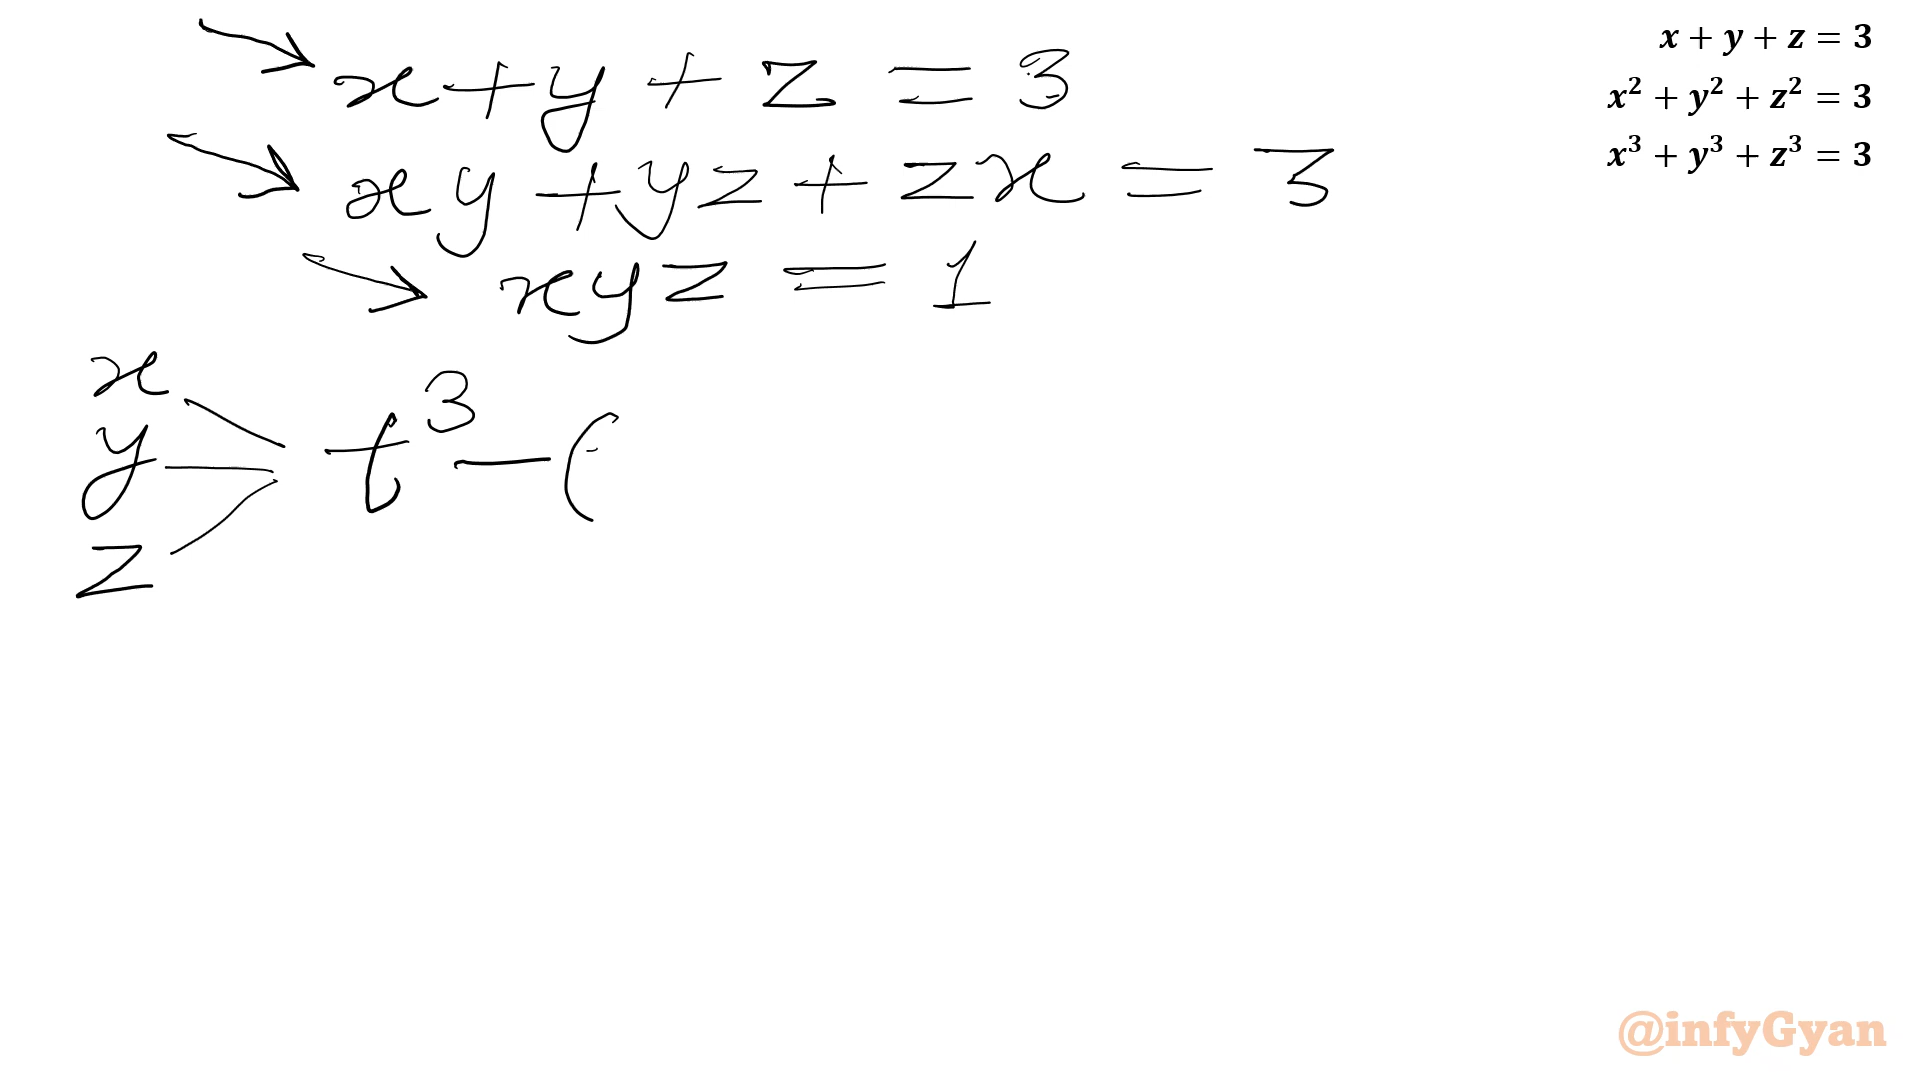 x + y + z = 3
xy + yz + zx = 3
xyz = 1
x
y
z
t³ – (
x + y + z = 3
x² + y² + z² = 3
x³ + y³ + z³ = 3
@infyGyan